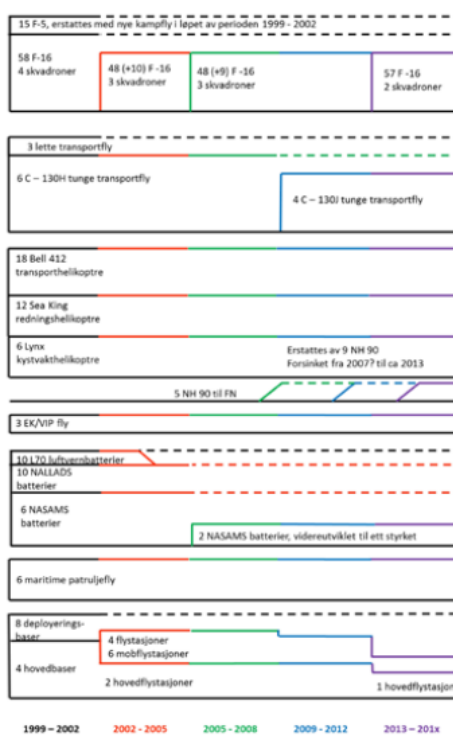 15 F-5, erstattes med nye kampfly i løpet av perioden 1999 - 2002
58 F-16
4 skvadroner
48 (+10) F -16
3 skvadroner
48 (+9) F -16
3 skvadroner
57 F -16
2 skvadroner
3 lette transportfly
6 C – 130H tunge transportfly
4 C – 130J tunge transportfly
18 Bell 412
transporthelikoptre
12 Sea King
redningshelikoptre
6 Lynx
kystvakthelikoptre
Erstattes av 9 NH 90
Forsinket fra 2007? til ca 2013
5 NH 90 til FN
3 EK/VIP fly
10 L70 luftvernbatterier
10 NALLADS
batterier
6 NASAMS
batterier
2 NASAMS batterier, videreutviklet til ett styrket
6 maritime patruljefly
8 deployerings-
baser
4 hovedbaser
4 flystasjoner
6 mobflystasjoner
2 hovedflystasjoner
1 hovedflystasjon
1999 – 2002
2002 - 2005
2005 - 2008
2009 - 2012
2013 – 201x